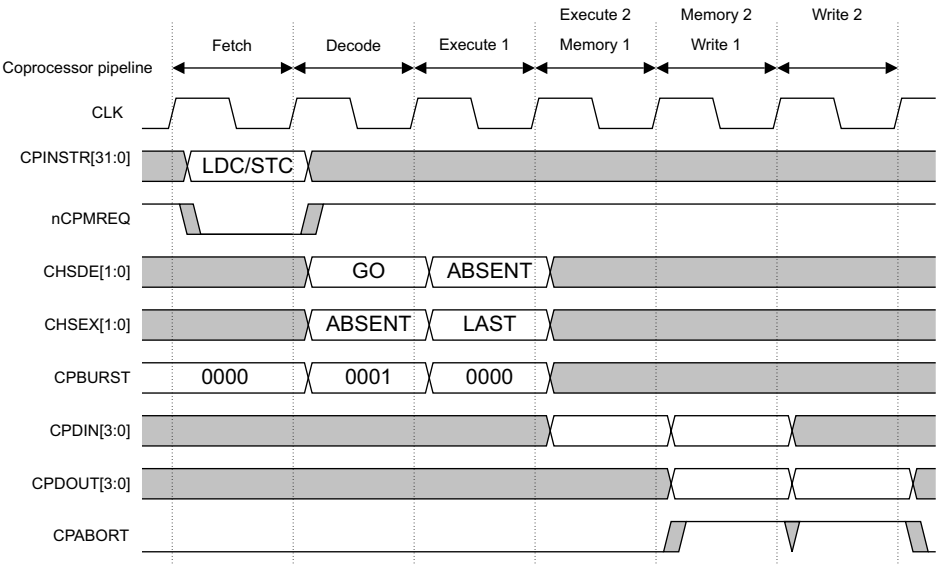 Execute 2 Memory 2 Write 2
Fetch Decode Execute 1 Memory 1 Write 1
Coprocessor pipeline
CLK
CPINSTR[31:0] LDC/STC
nCPMREQ
CHSDE[1:0] GO ABSENT
CHSEX[1:0] ABSENT LAST
CPBURST 0000 0001 0000
CPDIN[3:0]
CPDOUT[3:0]
CPABORT